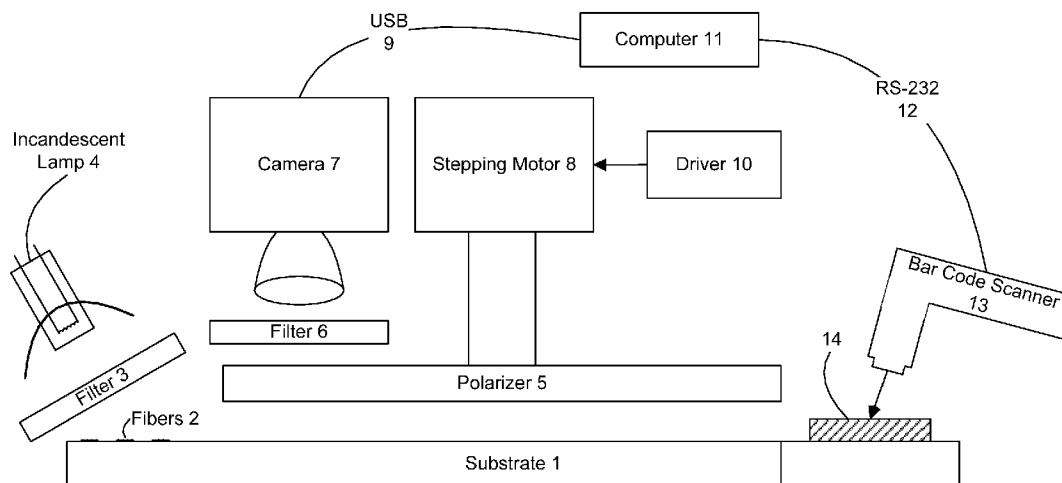 USB
9
Computer 11
RS-232
12
Incandescent
Lamp 4
Camera 7
Stepping Motor 8
Driver 10
Bar Code Scanner
13
Filter 6
14
Filter 3
Polarizer 5
Fibers 2
Substrate 1